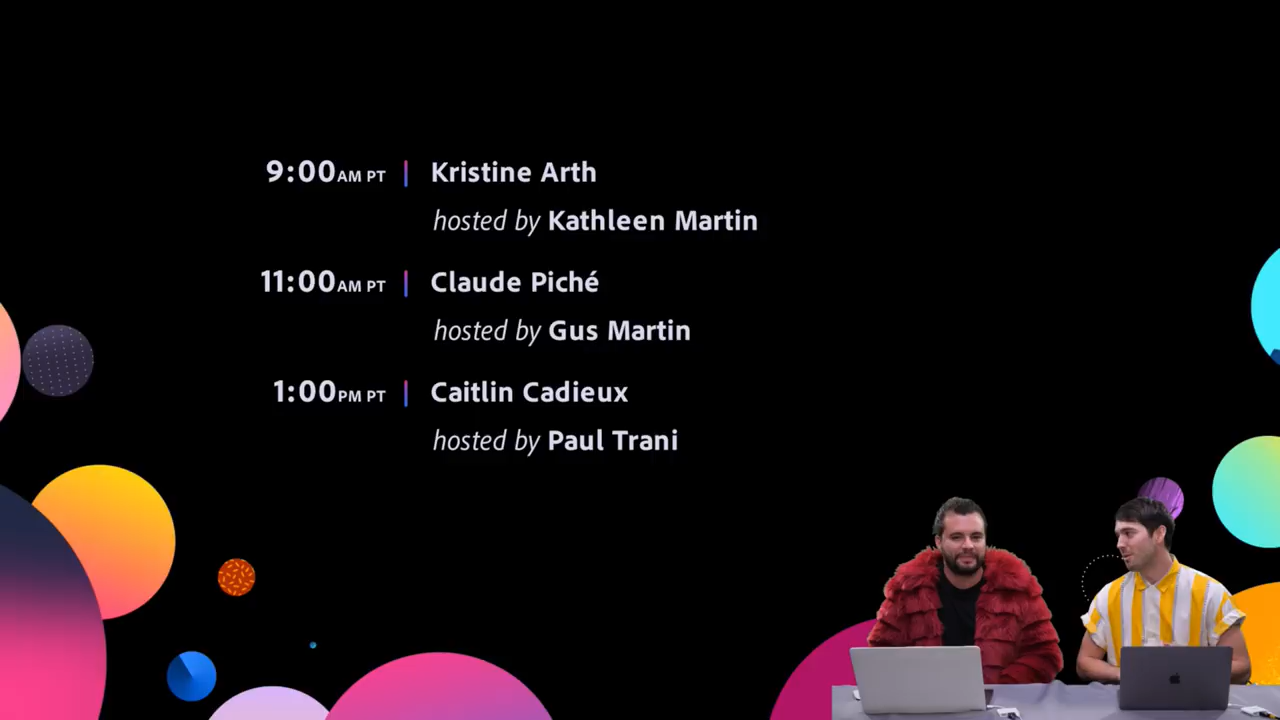 9:00AM PT | Kristine Arth
hosted by Kathleen Martin
11:00AM PT | Claude Piché
hosted by Gus Martin
1:00PM PT | Caitlin Cadieux
hosted by Paul Trani